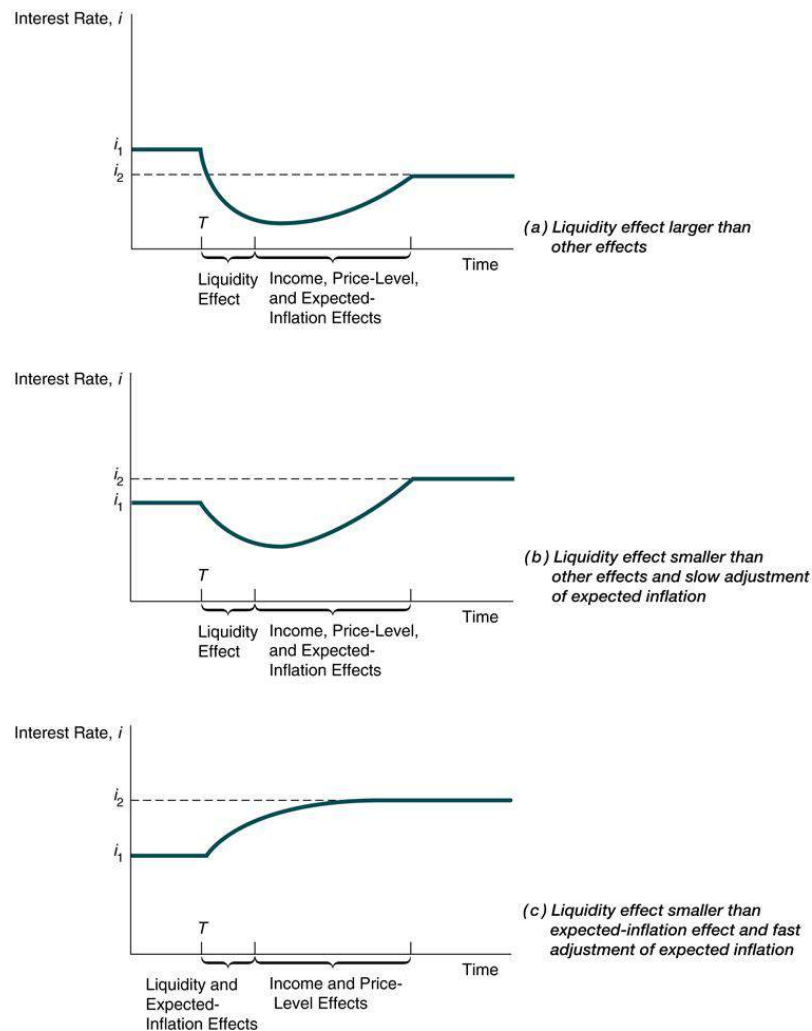 Interest Rate, i
i1
i2
T
(a) Liquidity effect larger than
other effects
Time
Liquidity
Effect
Income, Price-Level,
and Expected-
Inflation Effects
Interest Rate, i
i2
i1
T
(b) Liquidity effect smaller than
other effects and slow adjustment
of expected inflation
Time
Liquidity
Effect
Income, Price-Level,
and Expected-
Inflation Effects
Interest Rate, i
i2
i1
T
(c) Liquidity effect smaller than
expected-inflation effect and fast
adjustment of expected inflation
Time
Liquidity and
Expected-
Inflation Effects
Income and Price-
Level Effects